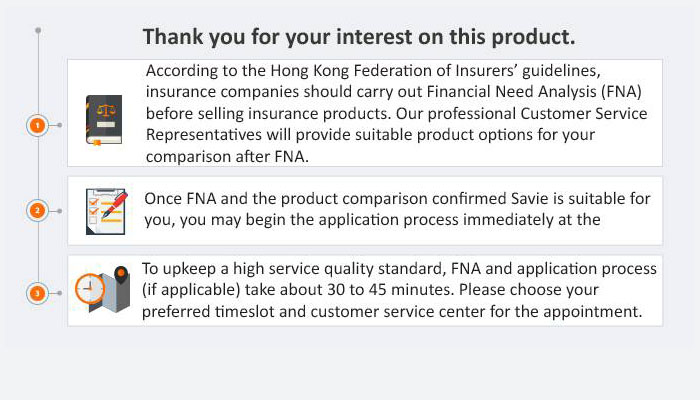 Thank you for your interest on this product.
According to the Hong Kong Federation of Insurers’ guidelines,
insurance companies should carry out Financial Need Analysis (FNA)
before selling insurance products. Our professional Customer Service
Representatives will provide suitable product options for your
comparison after FNA.
1
Once FNA and the product comparison confirmed Savie is suitable for
you, you may begin the application process immediately at the
2
To upkeep a high service quality standard, FNA and application process
(if applicable) take about 30 to 45 minutes. Please choose your
preferred timeslot and customer service center for the appointment.
3